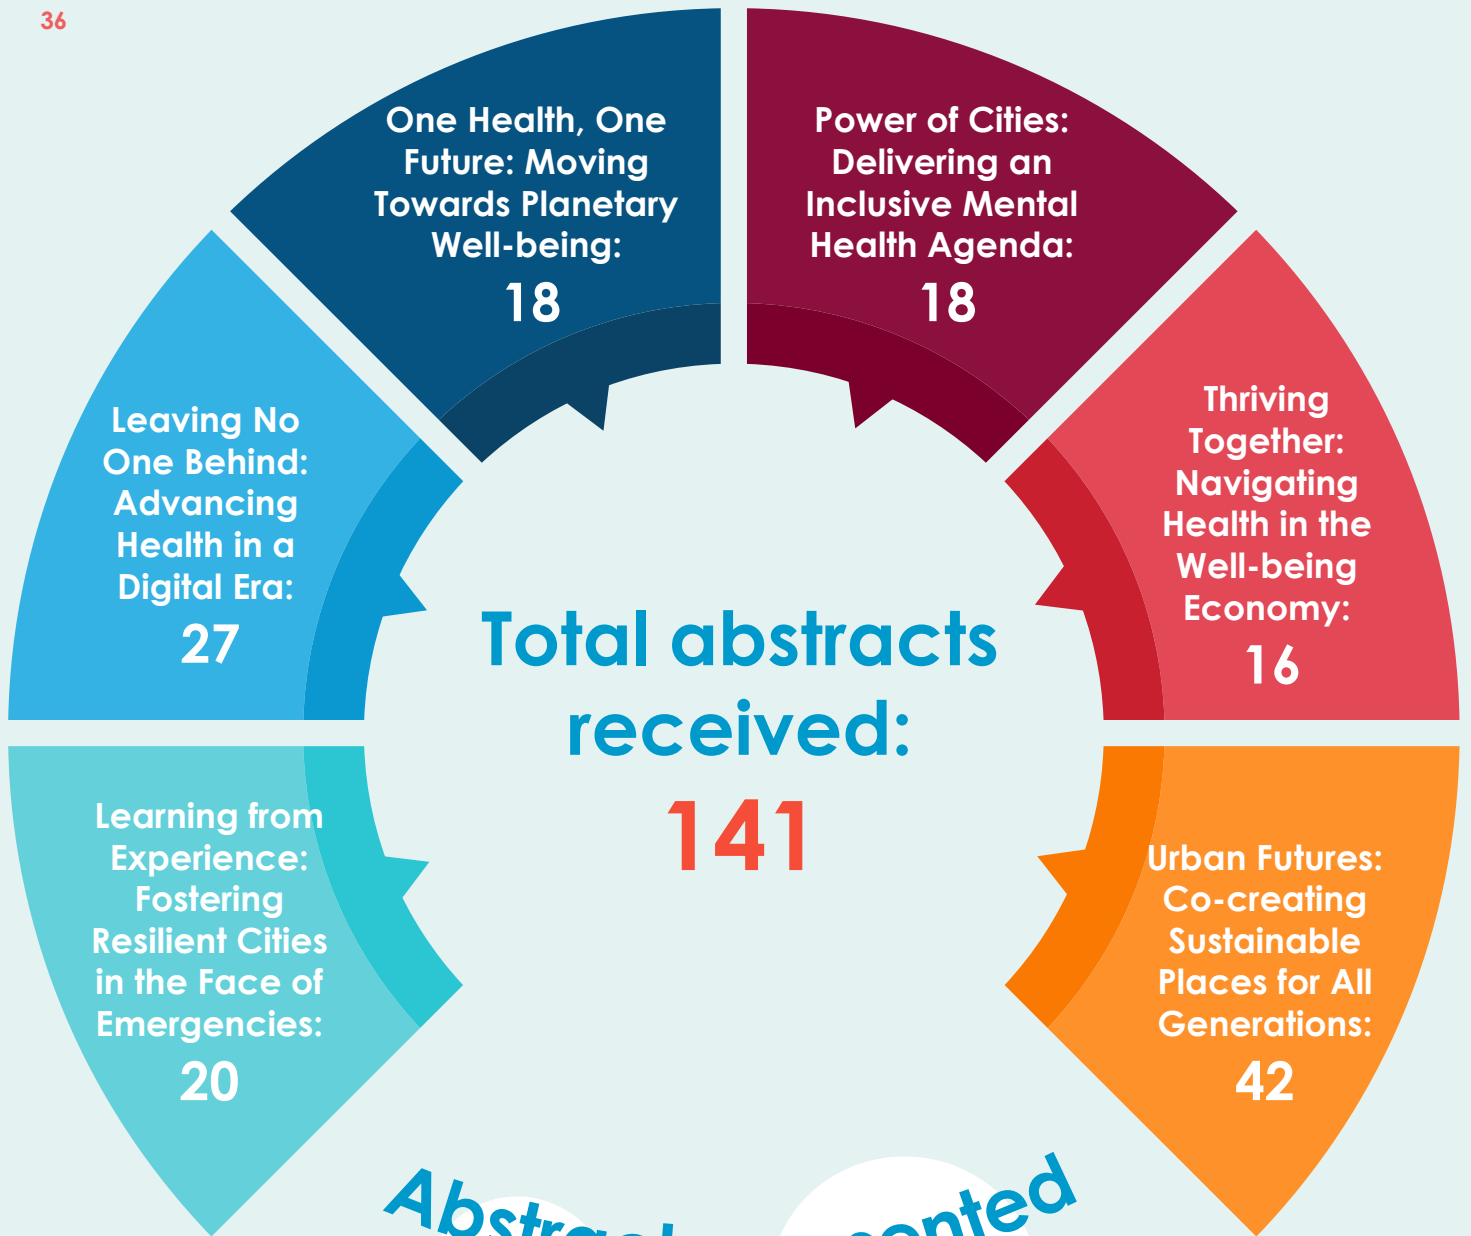 36
One Health, One
Future: Moving
Towards Planetary
Well-being:
18
Power of Cities:
Delivering an
Inclusive Mental
Health Agenda:
18
Leaving No
One Behind:
Advancing
Health in a
Digital Era:
27
Thriving
Together:
Navigating
Health in the
Well-being
Economy:
16
Total abstracts
received:
141
Learning from
Experience:
Fostering
Resilient Cities
in the Face of
Emergencies:
20
Urban Futures:
Co-creating
Sustainable
Places for All
Generations:
42